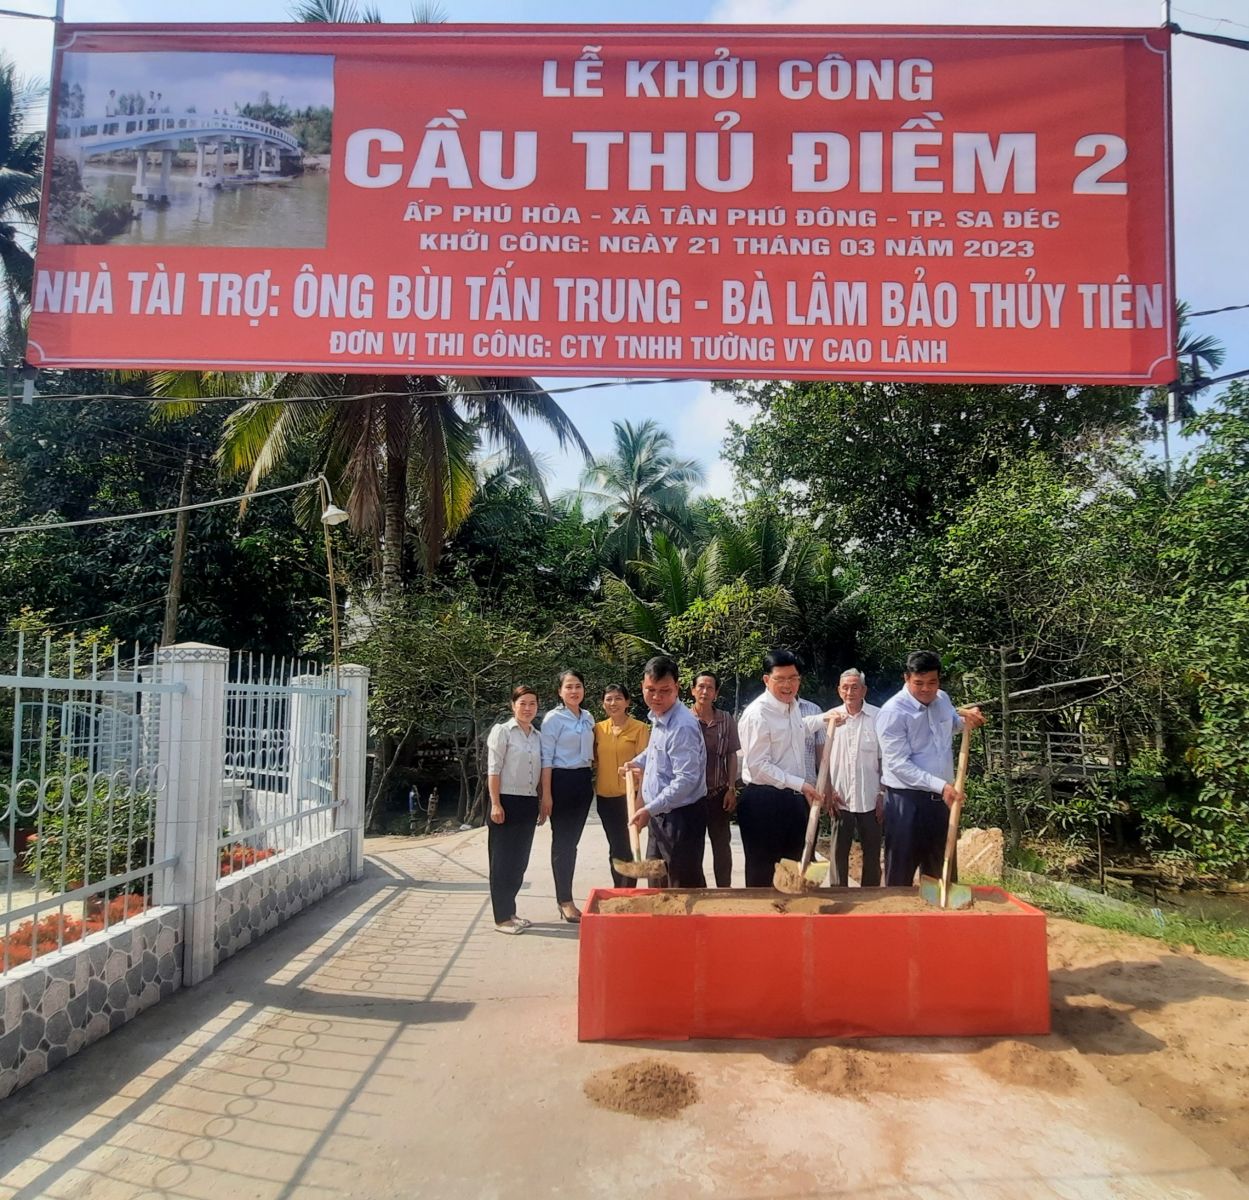 LỄ KHỞI CÔNG
CẦU THỦ ĐIỀM 2
ẤP PHÚ HÒA - XÃ TÂN PHÚ ĐÔNG - TP. SA ĐÉC
KHỞI CÔNG: NGÀY 21 THÁNG 03 NĂM 2023
NHÀ TÀI TRỢ: ÔNG BÙI TẤN TRUNG - BÀ LÂM BẢO THỦY TIÊN
ĐƠN VỊ THI CÔNG: CTY TNHH TƯỜNG VY CAO LÃNH